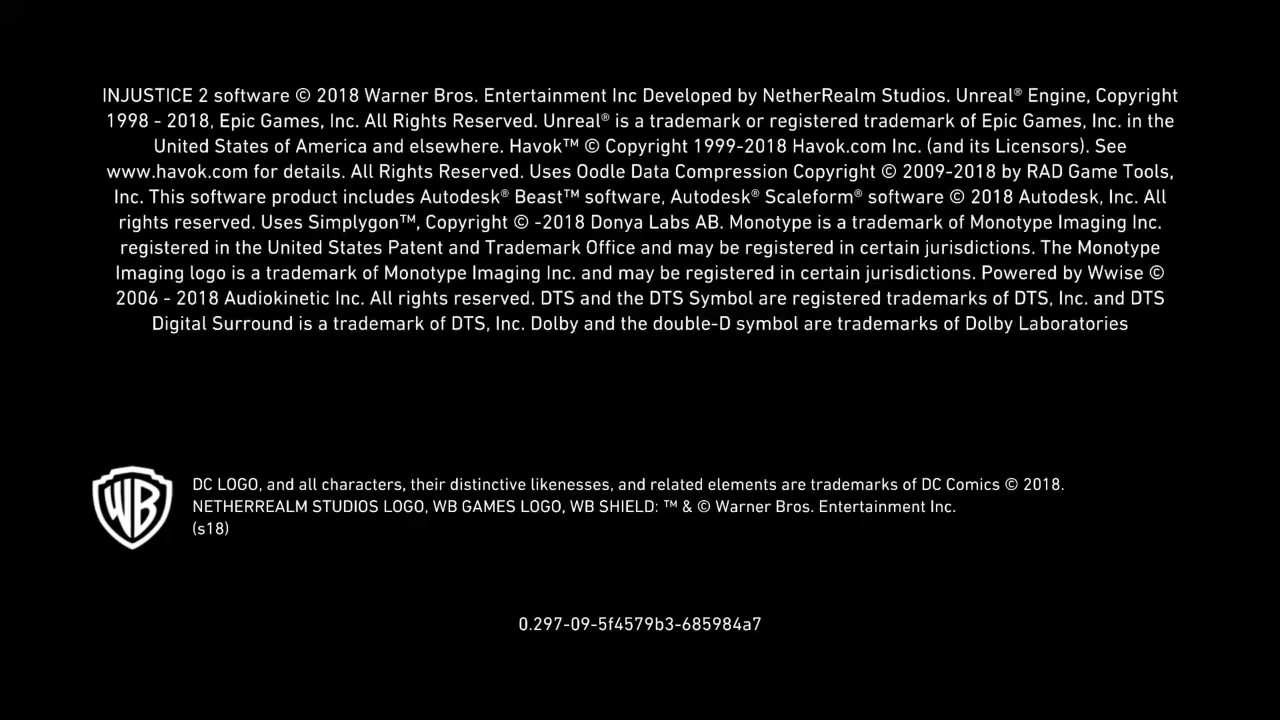 INJUSTICE 2 software © 2018 Warner Bros. Entertainment Inc Developed by NetherRealm Studios. Unreal® Engine, Copyright
1998 - 2018, Epic Games, Inc. All Rights Reserved. Unreal® is a trademark or registered trademark of Epic Games, Inc. in the
United States of America and elsewhere. Havok™ © Copyright 1999-2018 Havok.com Inc. (and its Licensors). See
www.havok.com for details. All Rights Reserved. Uses Oodle Data Compression Copyright © 2009-2018 by RAD Game Tools,
Inc. This software product includes Autodesk® Beast™ software, Autodesk® Scaleform® software © 2018 Autodesk, Inc. All
rights reserved. Uses Simplygon™, Copyright © -2018 Donya Labs AB. Monotype is a trademark of Monotype Imaging Inc.
registered in the United States Patent and Trademark Office and may be registered in certain jurisdictions. The Monotype
Imaging logo is a trademark of Monotype Imaging Inc. and may be registered in certain jurisdictions. Powered by Wwise ©
2006 - 2018 Audiokinetic Inc. All rights reserved. DTS and the DTS Symbol are registered trademarks of DTS, Inc. and DTS
Digital Surround is a trademark of DTS, Inc. Dolby and the double-D symbol are trademarks of Dolby Laboratories
WB
DC LOGO, and all characters, their distinctive likenesses, and related elements are trademarks of DC Comics © 2018.
NETHERREALM STUDIOS LOGO, WB GAMES LOGO, WB SHIELD: ™ & © Warner Bros. Entertainment Inc.
(s18)
0.297-09-5f4579b3-685984a7